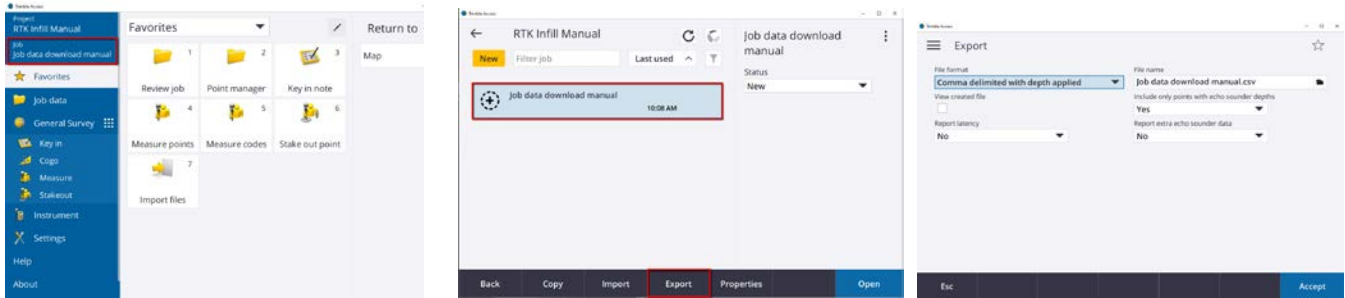 Trimble Access
Project
RTK Infill Manual
Job
Job data download manual
Favorites
Job data
General Survey
Key in
Cogo
Measure
Stakeout
Instrument
Settings
Help
About
Favorites
1
Review job
2
Point manager
3
Key in note
4
Measure points
5
Measure codes
6
Stake out point
7
Import files
Return to
Map
Trimble Access
RTK Infill Manual
New
Filter job
Last used
Job data download manual
10:08 AM
Job data download
manual
Status
New
Back
Copy
Import
Export
Properties
Open
Trimble Access
Export
File format
Comma delimited with depth applied
File name
Job data download manual.csv
View created file
Include only points with echo sounder depths
Yes
Report latency
No
Report extra echo sounder data
No
Esc
Accept